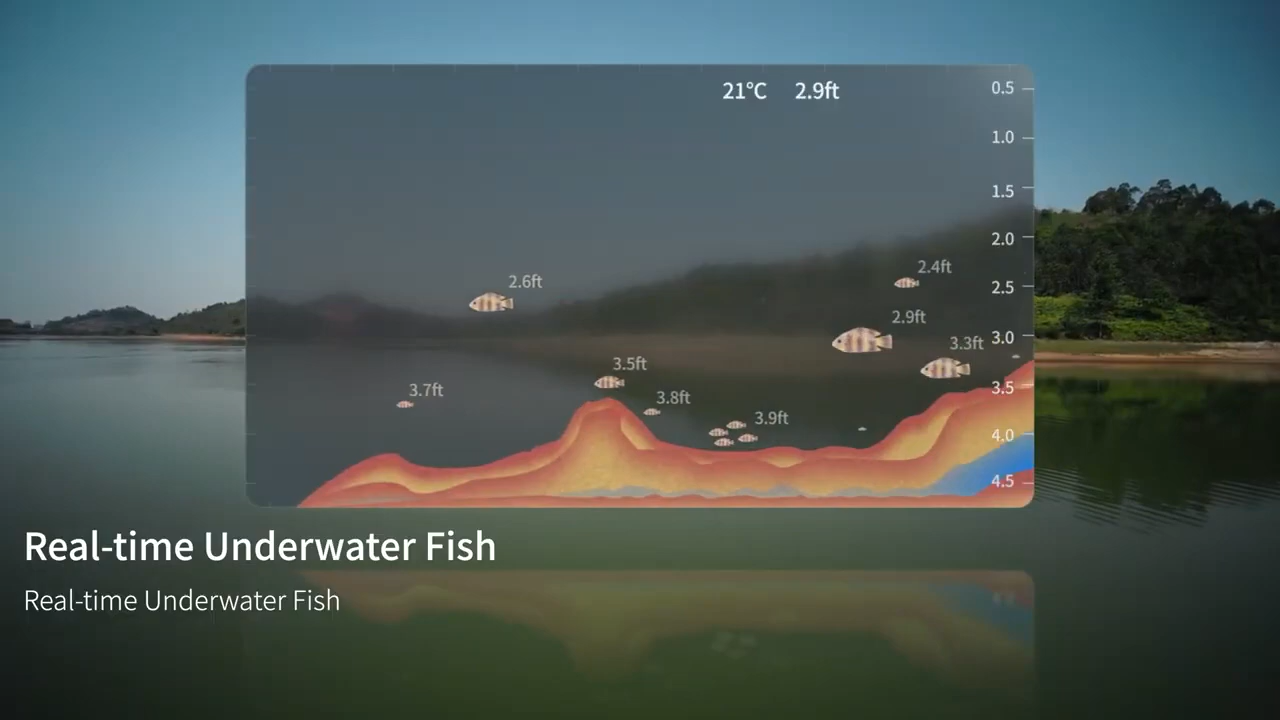 21°C 2.9ft
0.5
1.0
1.5
2.0
2.4ft
2.6ft
2.5
2.9ft
3.0
3.3ft
3.5ft
3.7ft
3.5
3.8ft
3.9ft
4.0
4.5
Real-time Underwater Fish
Real-time Underwater Fish